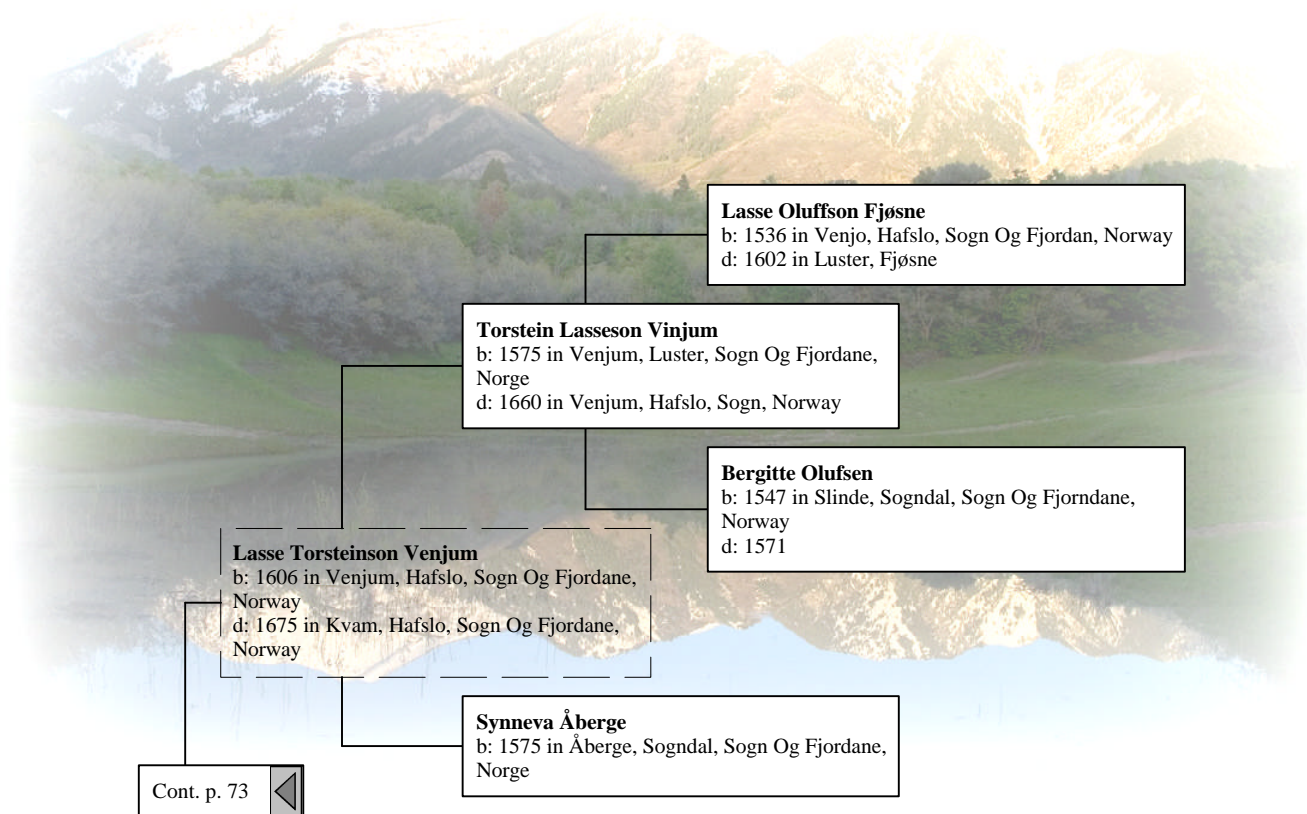 Lasse Oluffson Fjøsne
b: 1536 in Venjo, Hafslo, Sogn Og Fjordan, Norway
d: 1602 in Luster, Fjøsne
Torstein Lasseson Vinjum
b: 1575 in Venjum, Luster, Sogn Og Fjordane,
Norge
d: 1660 in Venjum, Hafslo, Sogn, Norway
Bergitte Olufsen
b: 1547 in Slinde, Sogndal, Sogn Og Fjorndane,
Norway
d: 1571
Lasse Torsteinson Venjum
b: 1606 in Venjum, Hafslo, Sogn Og Fjordane,
Norway
d: 1675 in Kvam, Hafslo, Sogn Og Fjordane,
Norway
Synneva Åberge
b: 1575 in Åberge, Sogndal, Sogn Og Fjordane,
Norge
Cont. p. 73